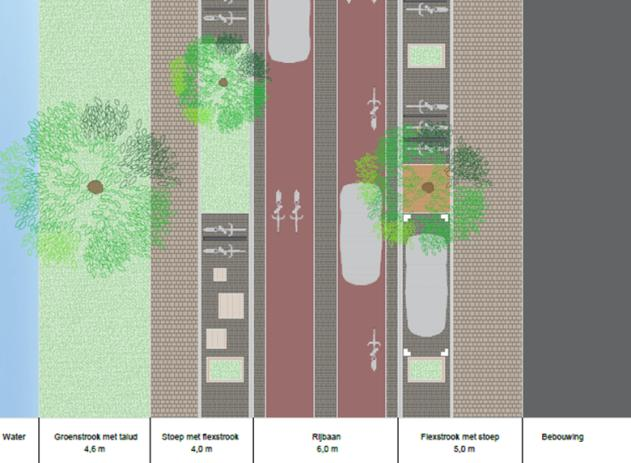 Water
Groenstrook met talud
4,6 m
Stoep met flexstrook
4,0 m
Rijbaan
6,0 m
Flexstrook met stoep
5,0 m
Bebouwing